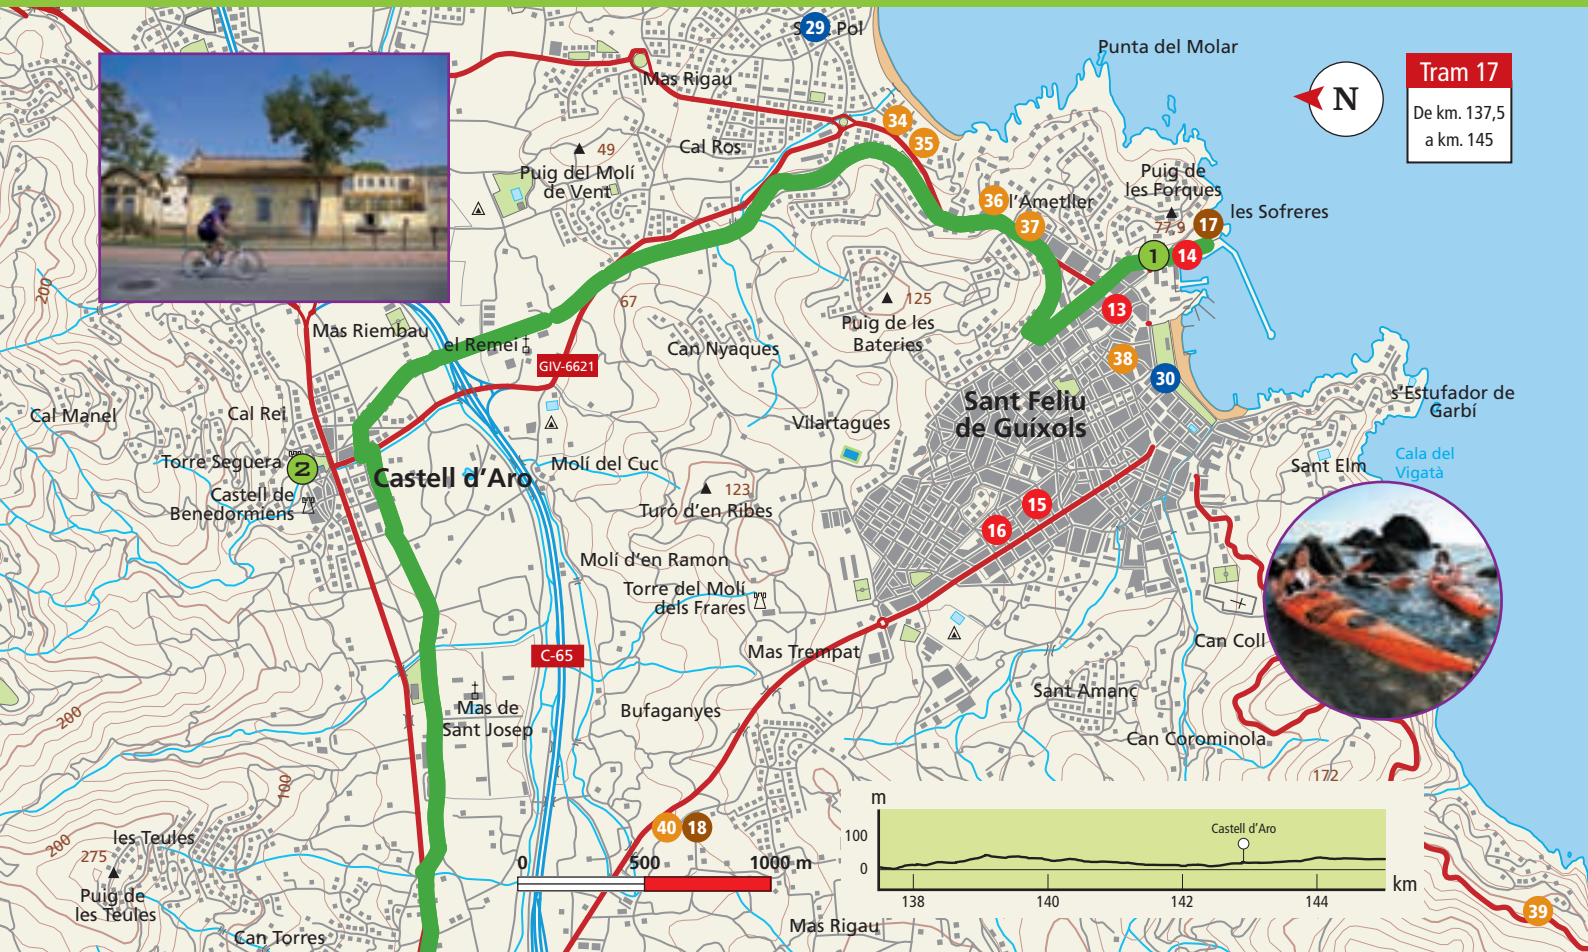 29
Pol
Punta del Molar
Tram 17
De km. 137,5
a km. 145
N
Mas Rigau
34
35
Cal Ros
49
Puig del Molí
de Vent
Puig de
les Forques
77,9
17
les Sofreres
36
l'Ametller
37
1
14
200
67
125
Puig de les
Bateries
13
Mas Riembau
el Remei
GIV-6621
Can Nyaques
38
30
s'Estufador de
Garbí
Cal Manel
Cal Rei
Vilartagues
Sant Feliu
de Guíxols
Torre Seguera
2
Castell d'Aro
Molí del Cuc
Sant Elm
Cala del
Vigatà
Castell de
Benedormiens
123
Turó d'en Ribes
15
16
Molí d'en Ramon
Torre del Molí
dels Frares
C-65
Mas Trempat
Can Coll
Sant Amanç
200
Mas de
Sant Josep
Bufaganyes
Can Corominola
172
100
200
les Teules
275
Puig de
les Teules
Can Torres
40
18
0 500 1000 m
Mas Rigau
m
100
0
Castell d'Aro
km
138 140 142 144
39